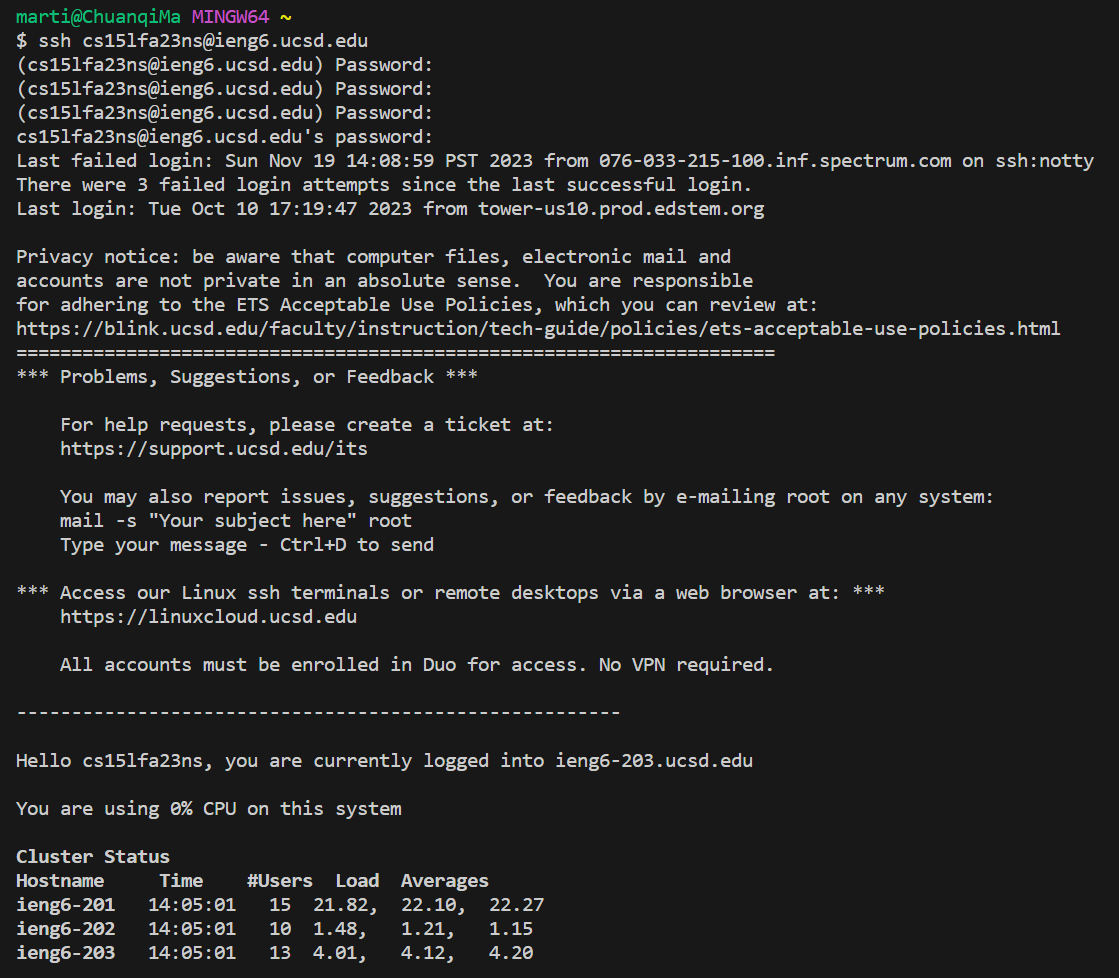 marti@ChuanqiMa MINGW64 ~
$ ssh cs15lfa23ns@ieng6.ucsd.edu
(cs15lfa23ns@ieng6.ucsd.edu) Password:
(cs15lfa23ns@ieng6.ucsd.edu) Password:
(cs15lfa23ns@ieng6.ucsd.edu) Password:
cs15lfa23ns@ieng6.ucsd.edu's password:
Last failed login: Sun Nov 19 14:08:59 PST 2023 from 076-033-215-100.inf.spectrum.com on ssh:notty
There were 3 failed login attempts since the last successful login.
Last login: Tue Oct 10 17:19:47 2023 from tower-us10.prod.edstem.org
Privacy notice: be aware that computer files, electronic mail and
accounts are not private in an absolute sense.  You are responsible
for adhering to the ETS Acceptable Use Policies, which you can review at:
https://blink.ucsd.edu/faculty/instruction/tech-guide/policies/ets-acceptable-use-policies.html
=====================================================================
*** Problems, Suggestions, or Feedback ***
For help requests, please create a ticket at:
https://support.ucsd.edu/its
You may also report issues, suggestions, or feedback by e-mailing root on any system:
mail -s "Your subject here" root
Type your message - Ctrl+D to send
*** Access our Linux ssh terminals or remote desktops via a web browser at: ***
https://linuxcloud.ucsd.edu
All accounts must be enrolled in Duo for access. No VPN required.
-------------------------------------------------------
Hello cs15lfa23ns, you are currently logged into ieng6-203.ucsd.edu
You are using 0% CPU on this system
Cluster Status
Hostname     Time    #Users  Load  Averages
ieng6-201   14:05:01   15  21.82,  22.10,  22.27
ieng6-202   14:05:01   10  1.48,   1.21,   1.15
ieng6-203   14:05:01   13  4.01,   4.12,   4.20